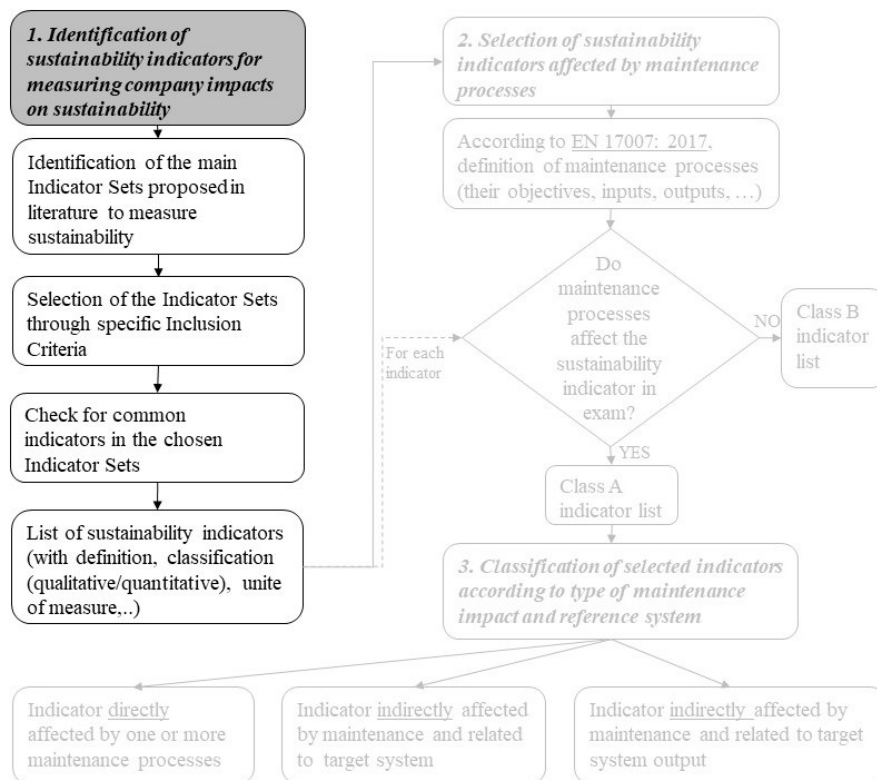 1. Identification of
sustainability indicators for
measuring company impacts
on sustainability
Identification of the main
Indicator Sets proposed in
literature to measure
sustainability
Selection of the Indicator Sets
through specific Inclusion
Criteria
Check for common
indicators in the chosen
Indicator Sets
List of sustainability indicators
(with definition, classification
(qualitative/quantitative), unite
of measure,..)
2. Selection of sustainability
indicators affected by maintenance
processes
According to EN 17007: 2017,
definition of maintenance processes
(their objectives, inputs, outputs, …)
For each
indicator
Do
maintenance
processes
affect the
sustainability
indicator in
exam?
NO
Class B
indicator
list
YES
Class A
indicator list
3. Classification of selected indicators
according to type of maintenance
impact and reference system
Indicator directly
affected by one or more
maintenance processes
Indicator indirectly affected
by maintenance and related
to target system
Indicator indirectly affected by
maintenance and related to target
system output